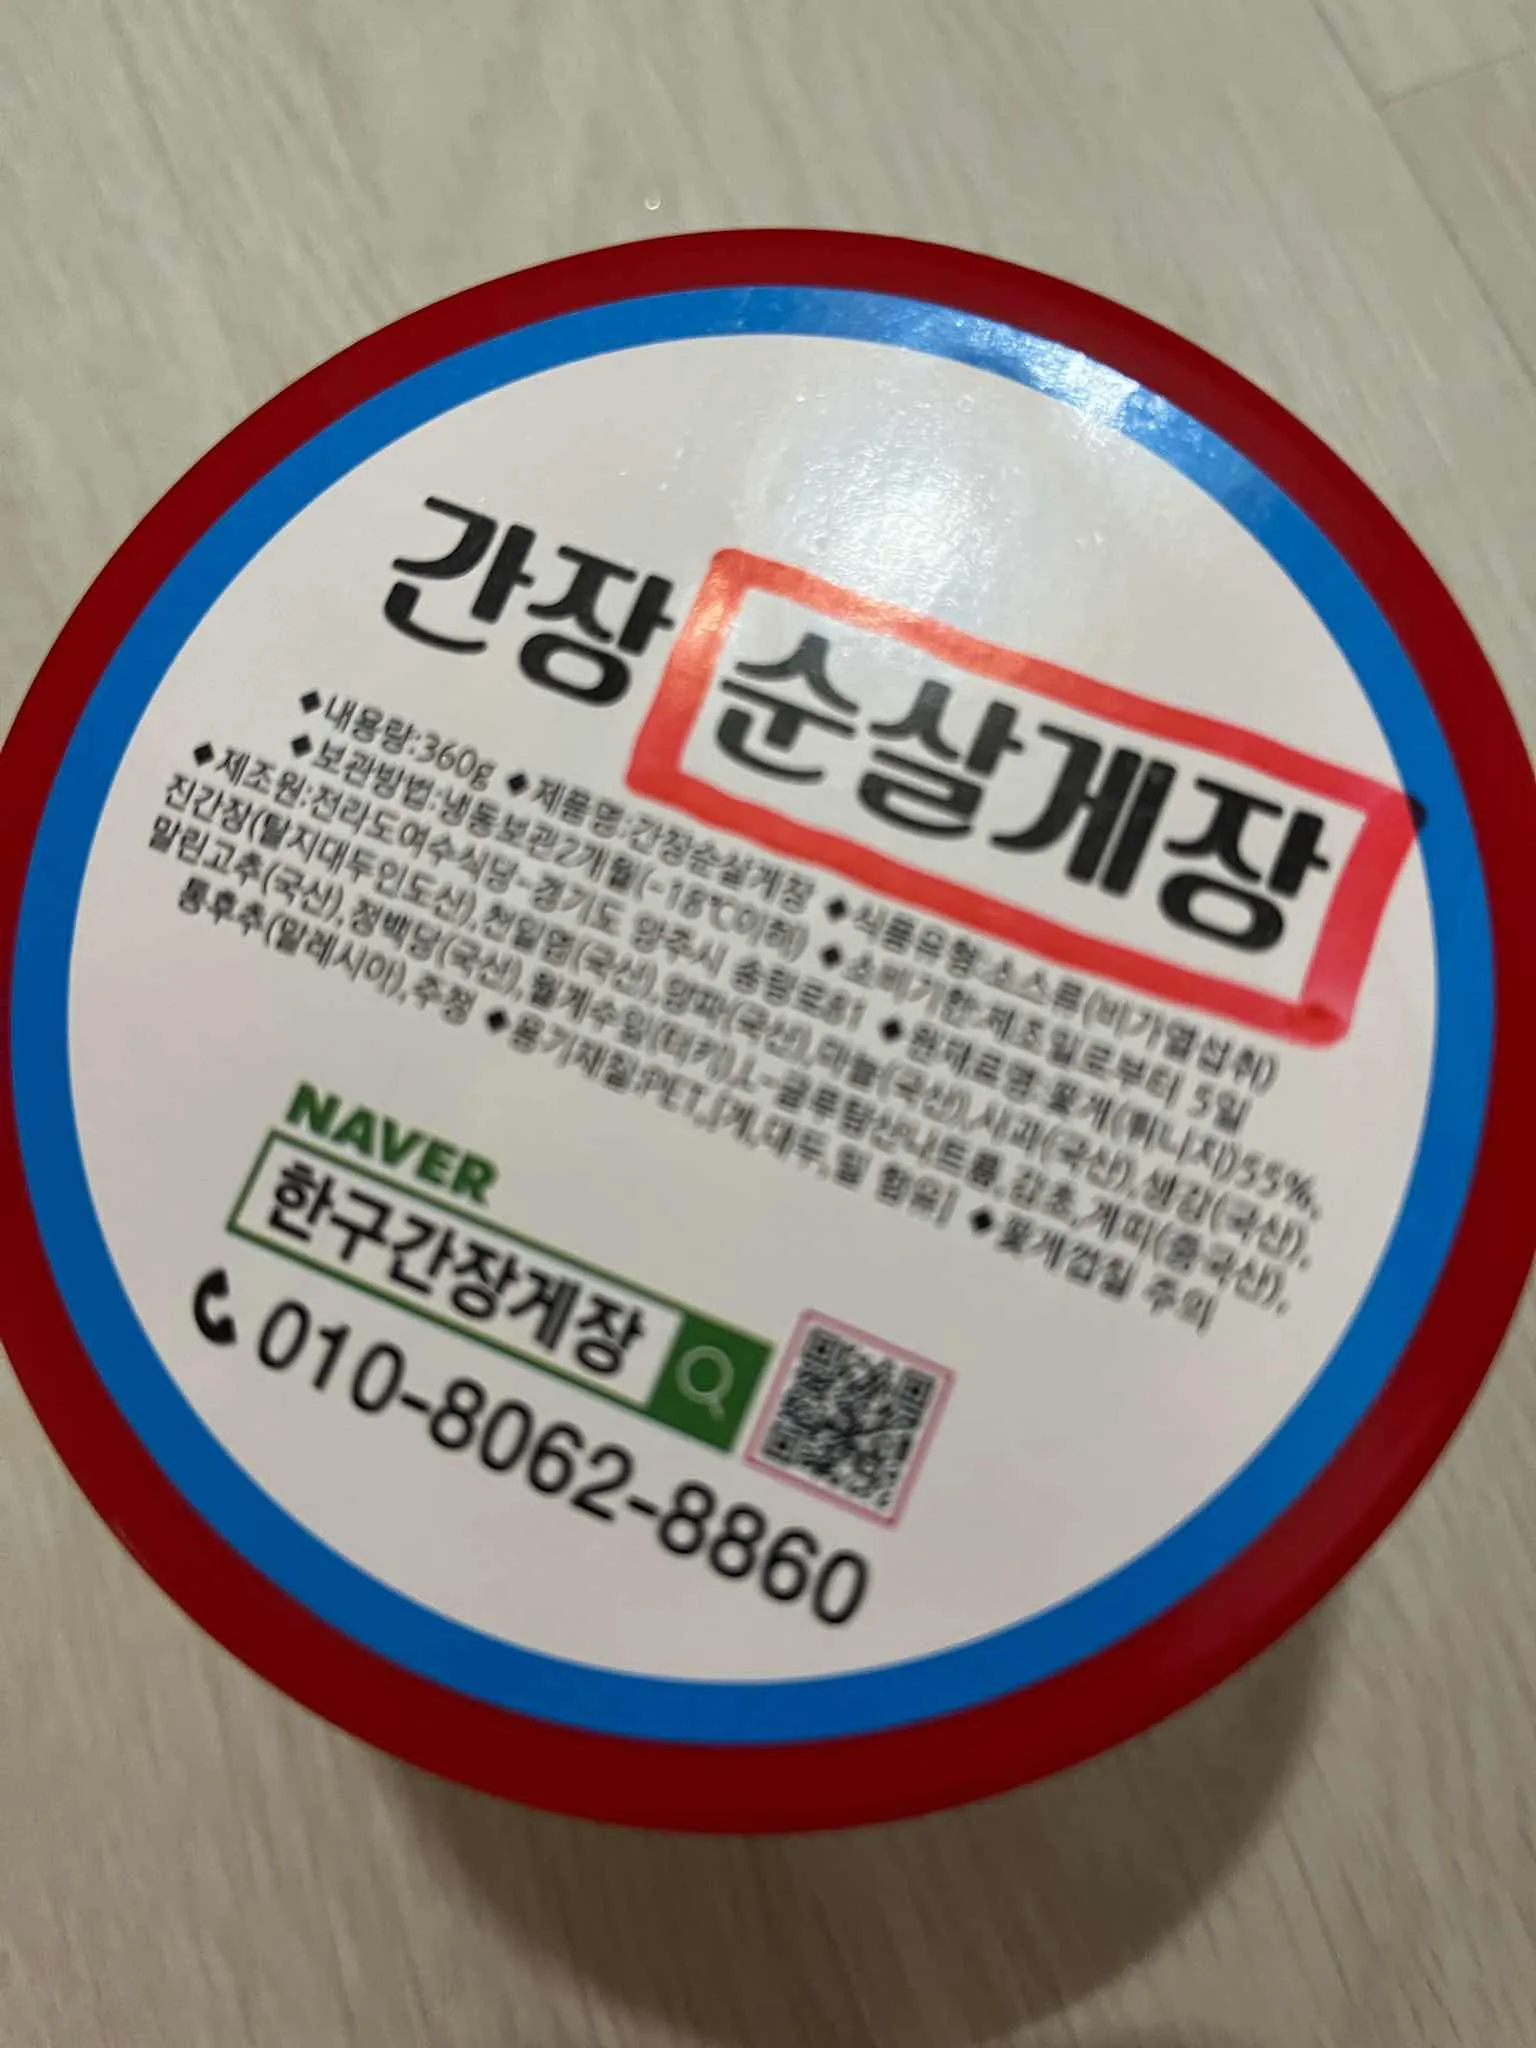 간장 순살게장
◆내용량:360g ◆제품명:간장순살게장 ◆식품유형:소스류(비가열섭취)
◆보관방법:냉동보관2개월(-18℃이하) ◆소비기한:제조일로부터 5일
◆제조원:전라도여수식당-경기도 양주시 송랑로81 ◆원재료명:꽃게(튀니지)55%,
진간장(탈지대두인도산),천일염(국산),양파(국산),마늘(국산),사과(국산),생강(국산),
말린고추(국산),정백당(국산),월계수잎(터키),L-글루탐산나트륨,감초,계피(중국산),
통후추(말레시아),주정 ◆용기재질:PET,[게,대두,밀 함유] ◆꽃게껍질 주의
NAVER
한구간장게장
010-8062-8860